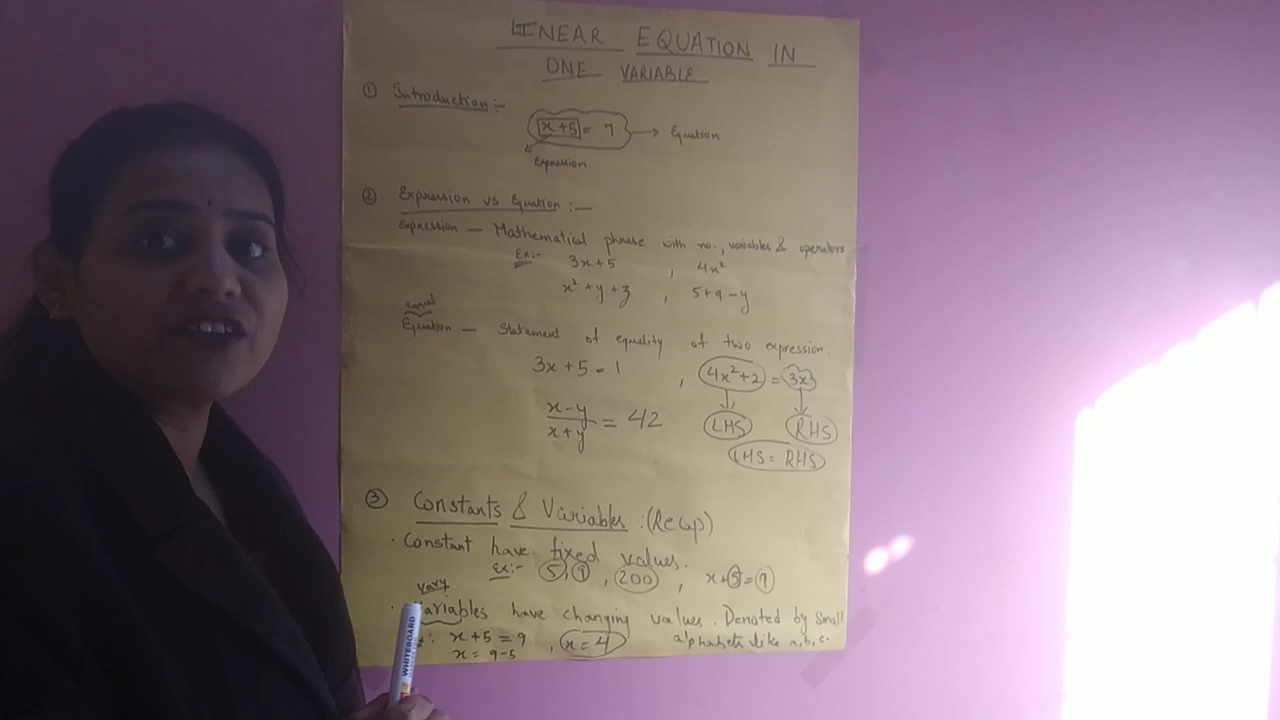 LINEAR EQUATION IN
ONE VARIABLE
① Introduction :-
x + 5 = 7 → Equation
Expression.
② Expression vs Equation :-
Expression — Mathematical phrase with no., variables & operators
Ex:- 3x + 5 , 4x²
x² + y + z , 5 + 9 - y
equal
Equation — Statement of equality of two expression.
3x + 5 = 1 , 4x² + 2 = 3x
LHS RHS
x - y / x + y = 42
LHS = RHS
③ Constants & Variables : (Recap)
· Constant have fixed values.
Ex:- 5, 9, 200 , x + 5 = 9
vary
· Variables have changing values. Denoted by small
alphabets like a, b, c.
x + 5 = 9 , x = 4
x = 9 - 5
WHITEBOARD